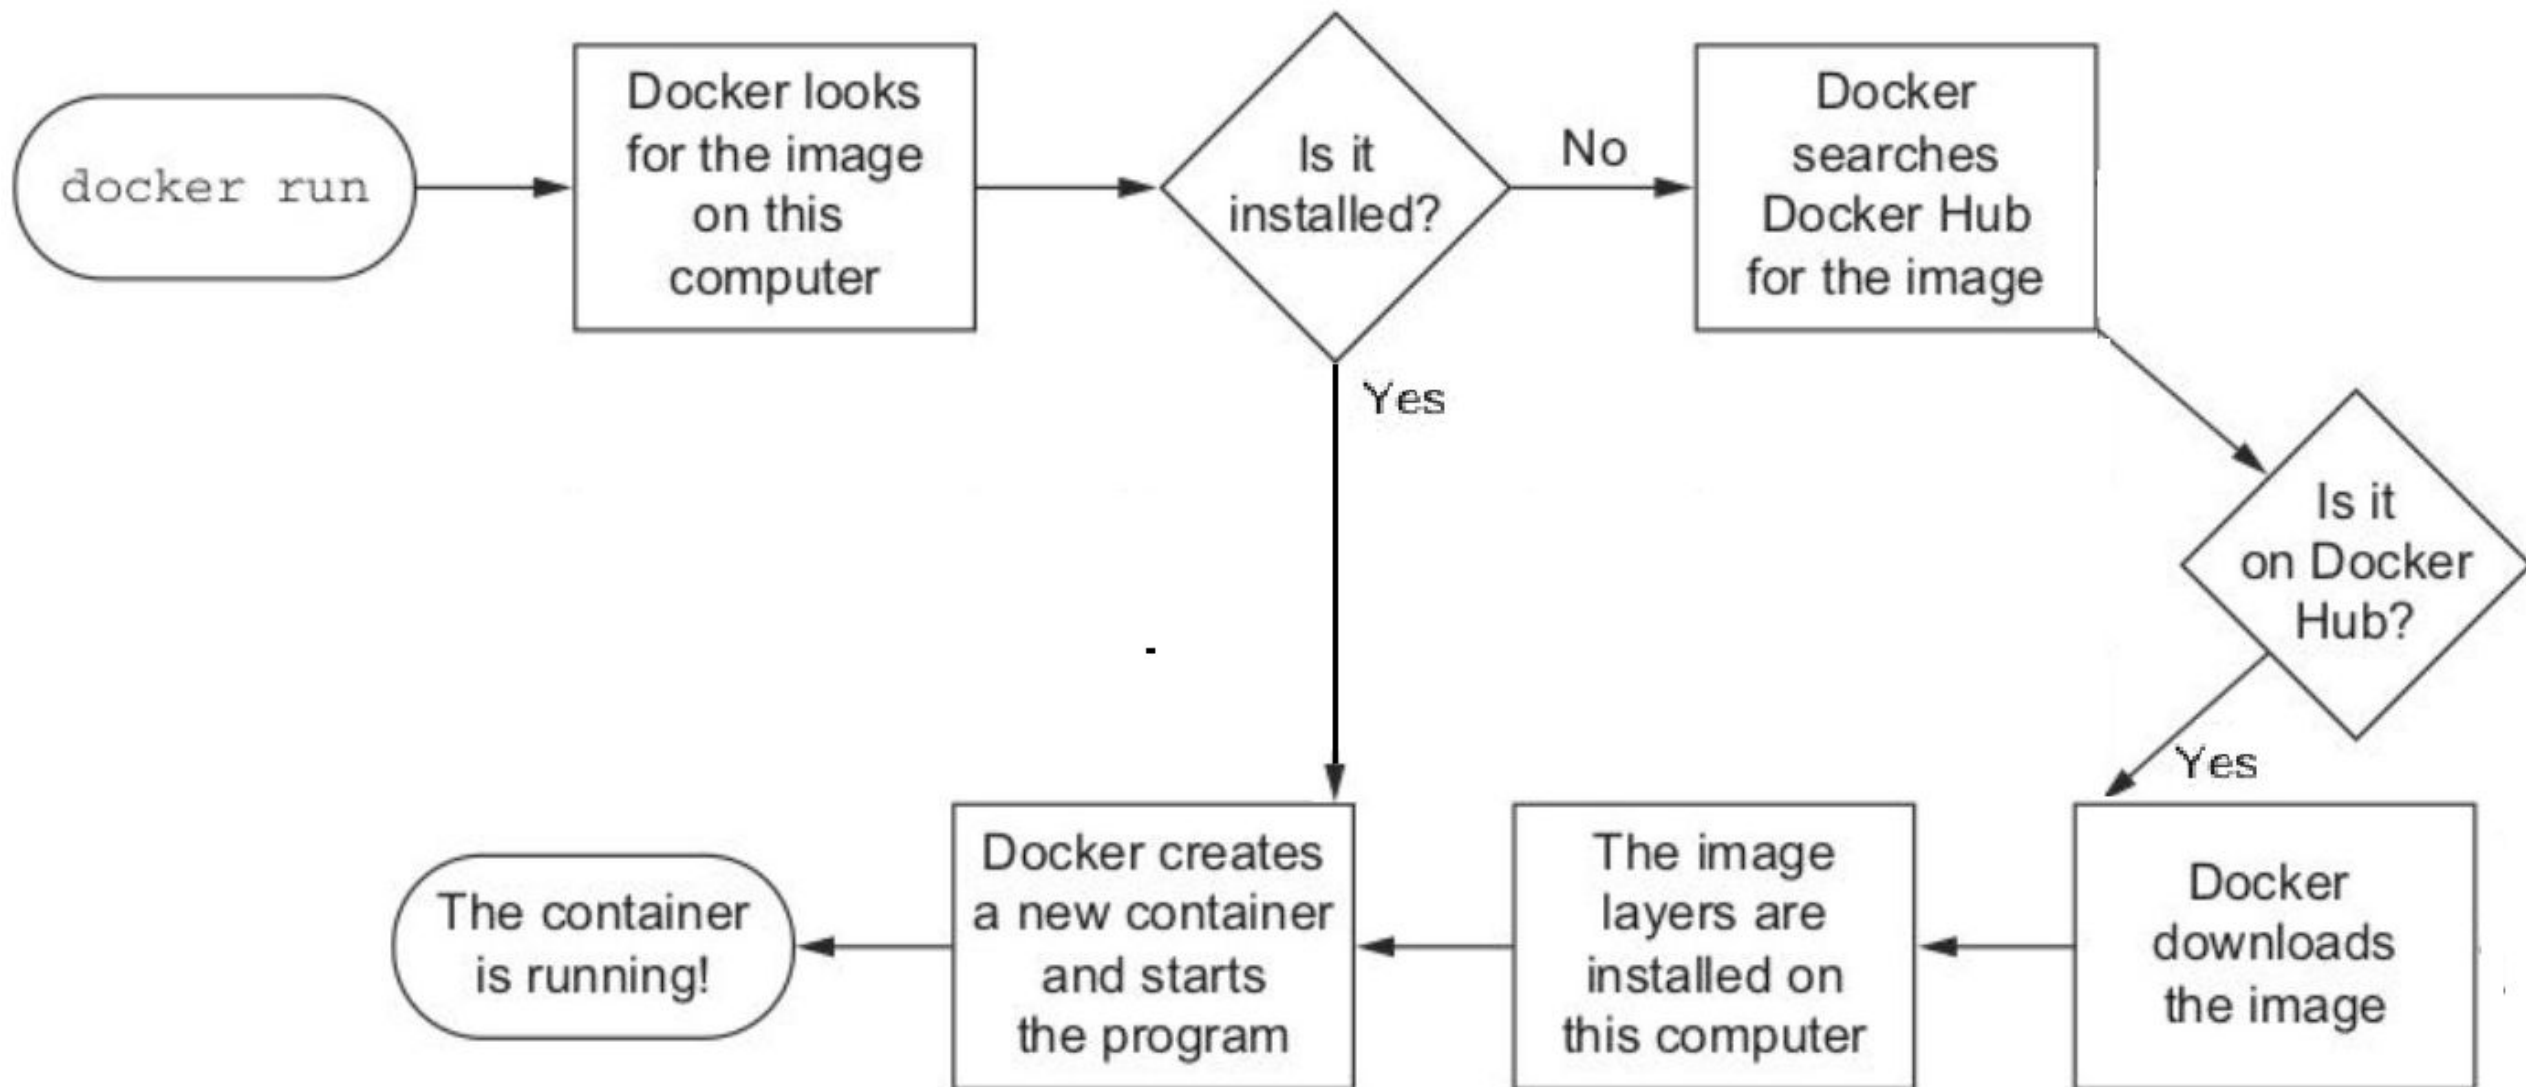 docker run
Docker looks
for the image
on this
computer
Is it
installed?
No
Docker
searches
Docker Hub
for the image
Yes
Is it
on Docker
Hub?
Yes
Docker
downloads
the image
The image
layers are
installed on
this computer
Docker creates
a new container
and starts
the program
The container
is running!